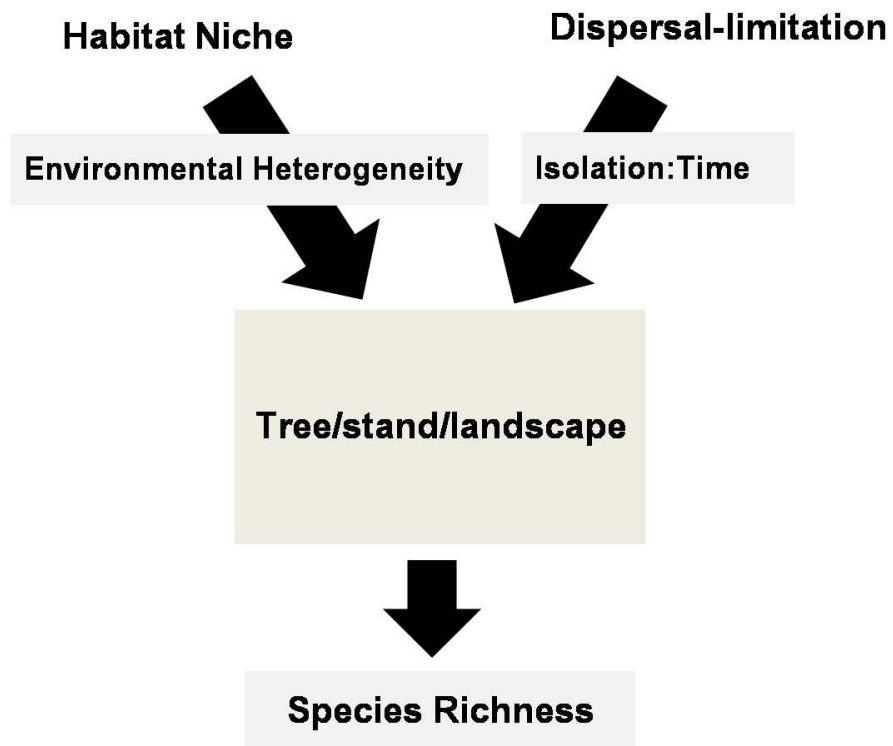 Habitat Niche
Dispersal-limitation
Environmental Heterogeneity
Isolation:Time
Tree/stand/landscape
Species Richness